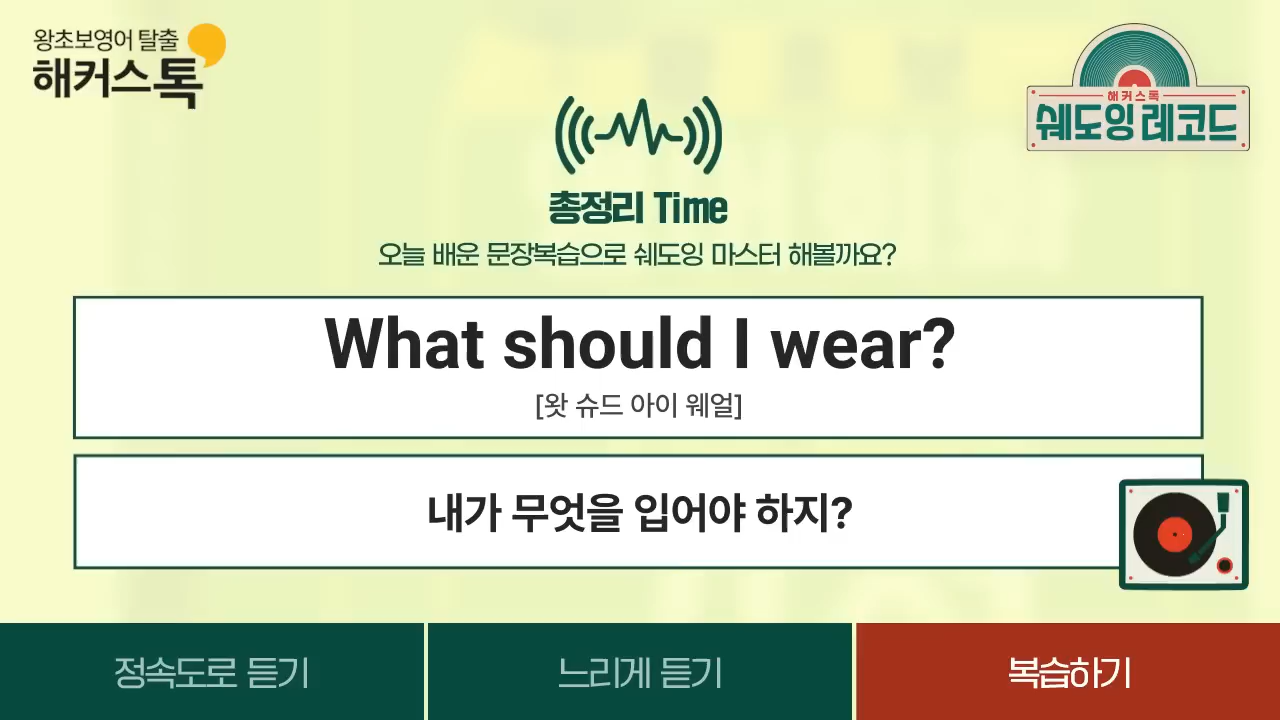 왕초보영어 탈출
해커스톡
해커스톡
쉐도잉 레코드
총정리 Time
오늘 배운 문장복습으로 쉐도잉 마스터 해볼까요?
What should I wear?
[왓 슈드 아이 웨얼]
내가 무엇을 입어야 하지?
정속도로 듣기
느리게 듣기
복습하기